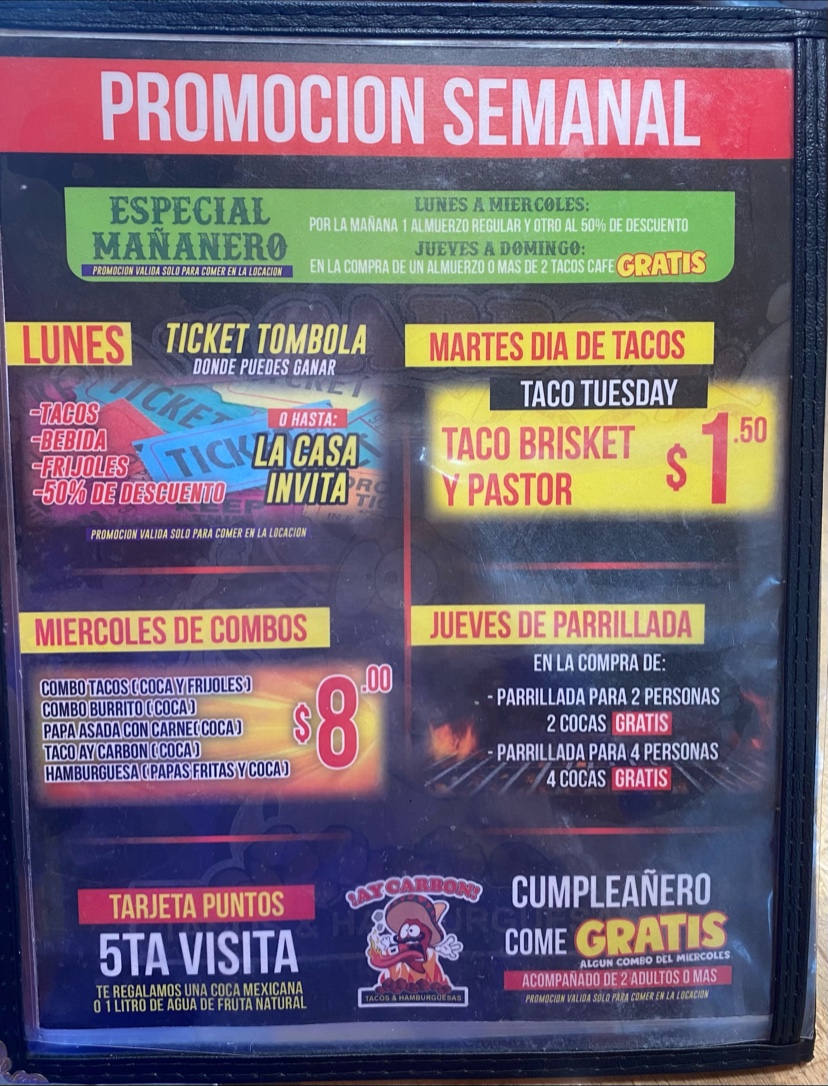 PROMOCION SEMANAL
ESPECIAL
MAÑANERO
PROMOCION VALIDA SOLO PARA COMER EN LA LOCACION
LUNES A MIERCOLES:
POR LA MAÑANA 1 ALMUERZO REGULAR Y OTRO AL 50% DE DESCUENTO
JUEVES A DOMINGO:
EN LA COMPRA DE UN ALMUERZO O MAS DE 2 TACOS CAFE GRATIS
LUNES
TICKET TOMBOLA
DONDE PUEDES GANAR
-TACOS
-BEBIDA
-FRIJOLES
-50% DE DESCUENTO
O HASTA:
LA CASA
INVITA
TICKET
TICK
KEEP
PROMOCION VALIDA SOLO PARA COMER EN LA LOCACION
MARTES DIA DE TACOS
TACO TUESDAY
TACO BRISKET
Y PASTOR
$1.50
MIERCOLES DE COMBOS
COMBO TACOS (COCA Y FRIJOLES)
COMBO BURRITO (COCA)
PAPA ASADA CON CARNE(COCA)
TACO AY CARBON (COCA)
HAMBURGUESA (PAPAS FRITAS Y COCA)
$8.00
JUEVES DE PARRILLADA
EN LA COMPRA DE:
- PARRILLADA PARA 2 PERSONAS
2 COCAS GRATIS
- PARRILLADA PARA 4 PERSONAS
4 COCAS GRATIS
TARJETA PUNTOS
5TA VISITA
TE REGALAMOS UNA COCA MEXICANA
O 1 LITRO DE AGUA DE FRUTA NATURAL
¡AY CARBON!
TACOS & HAMBURGUESAS
CUMPLEAÑERO
COME GRATIS
ALGUN COMBO DEL MIERCOLES
ACOMPAÑADO DE 2 ADULTOS O MAS
PROMOCION VALIDA SOLO PARA COMER EN LA LOCACION